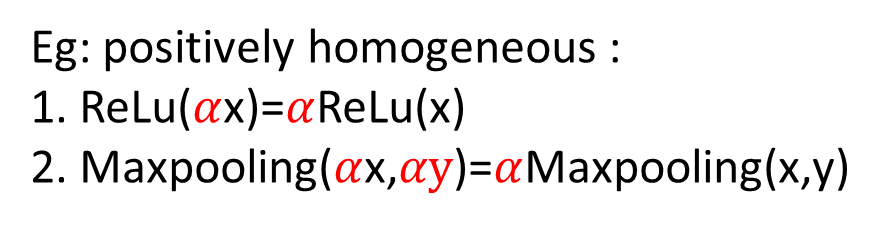 Eg: positively homogeneous :
1. ReLu(αx)=αReLu(x)
2. Maxpooling(αx,αy)=αMaxpooling(x,y)